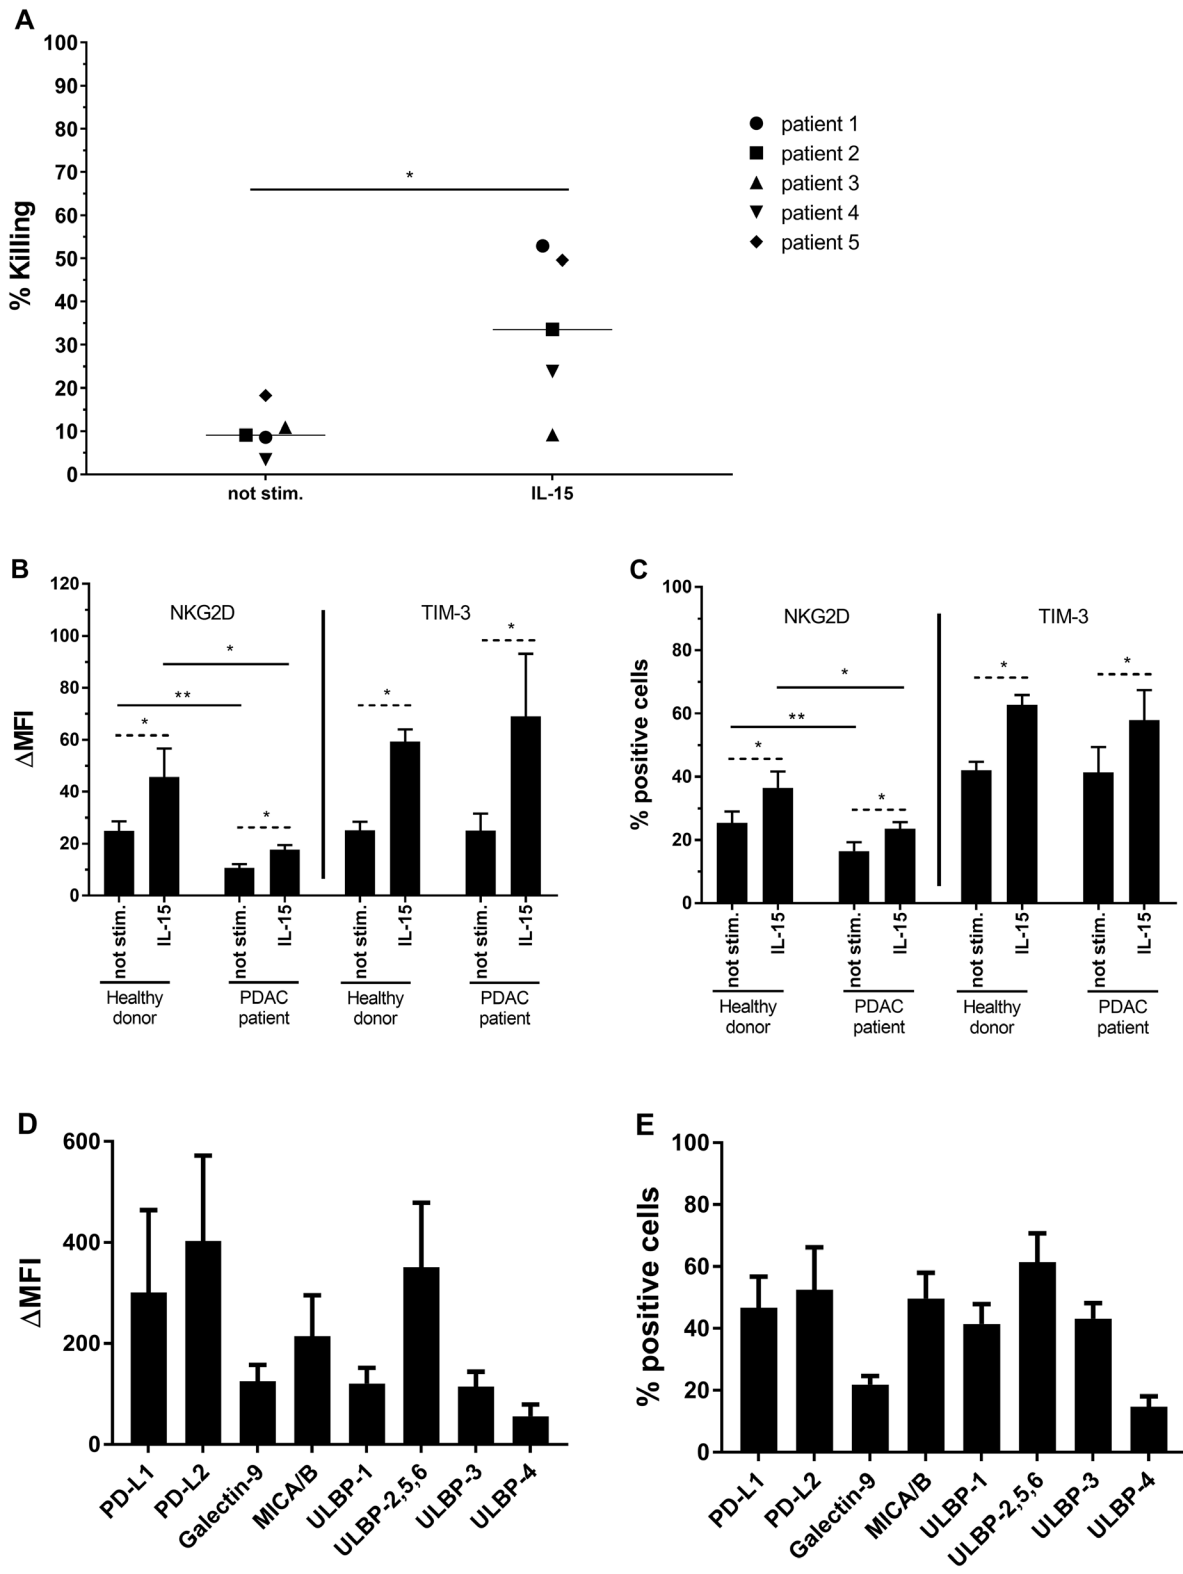 A
100
90
80
70
60
50
40
30
20
10
0
% Killing
*
not stim.
IL-15
patient 1
patient 2
patient 3
patient 4
patient 5
B
120
100
80
60
40
20
0
ΔMFI
NKG2D
TIM-3
*
*
**
*
*
*
*
not stim.
IL-15
not stim.
IL-15
not stim.
IL-15
not stim.
IL-15
Healthy
donor
PDAC
patient
Healthy
donor
PDAC
patient
C
100
80
60
40
20
0
% positive cells
NKG2D
TIM-3
*
*
*
**
*
*
not stim.
IL-15
not stim.
IL-15
not stim.
IL-15
not stim.
IL-15
Healthy
donor
PDAC
patient
Healthy
donor
PDAC
patient
D
600
400
200
0
ΔMFI
PD-L1
PD-L2
Galectin-9
MICA/B
ULBP-1
ULBP-2,5,6
ULBP-3
ULBP-4
E
100
80
60
40
20
0
% positive cells
PD-L1
PD-L2
Galectin-9
MICA/B
ULBP-1
ULBP-2,5,6
ULBP-3
ULBP-4